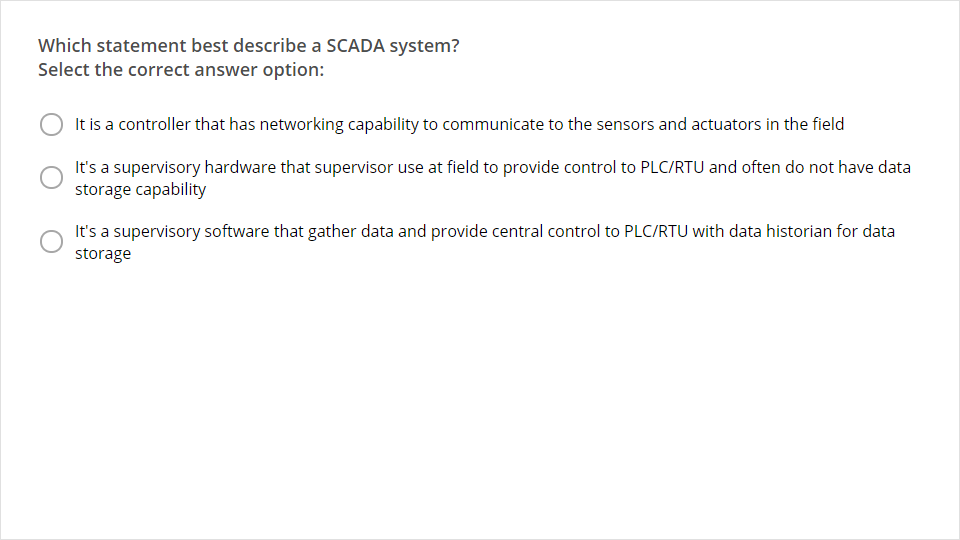 Which statement best describe a SCADA system?
Select the correct answer option:
It is a controller that has networking capability to communicate to the sensors and actuators in the field
It's a supervisory hardware that supervisor use at field to provide control to PLC/RTU and often do not have data
storage capability
It's a supervisory software that gather data and provide central control to PLC/RTU with data historian for data
storage